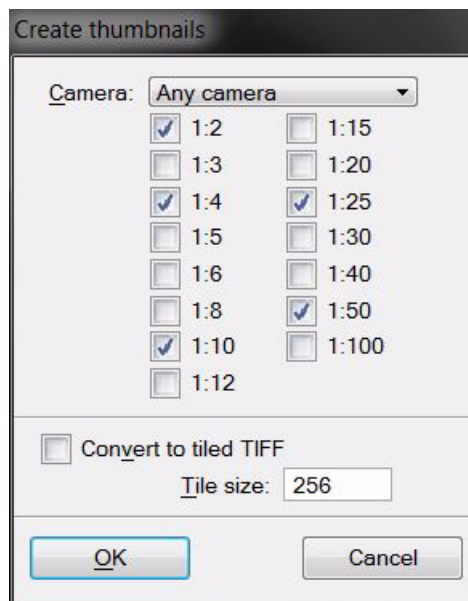 Create thumbnails
Camera: Any camera
1:2 1:15
1:3 1:20
1:4 1:25
1:5 1:30
1:6 1:40
1:8 1:50
1:10 1:100
1:12
Convert to tiled TIFF
Tile size: 256
OK Cancel